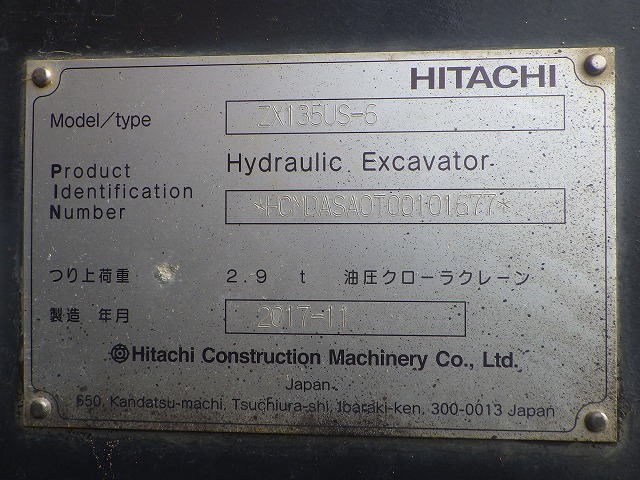 HITACHI
Model/type ZX135US-6
Product Hydraulic Excavator
Identification
Number *HCMDASA0T00101677*
つり上荷重 2.9 t 油圧クローラクレーン
製造 年月 2017-11
Hitachi Construction Machinery Co., Ltd.
Japan
650, Kandatsu-machi, Tsuchiura-shi, Ibaraki-ken, 300-0013 Japan